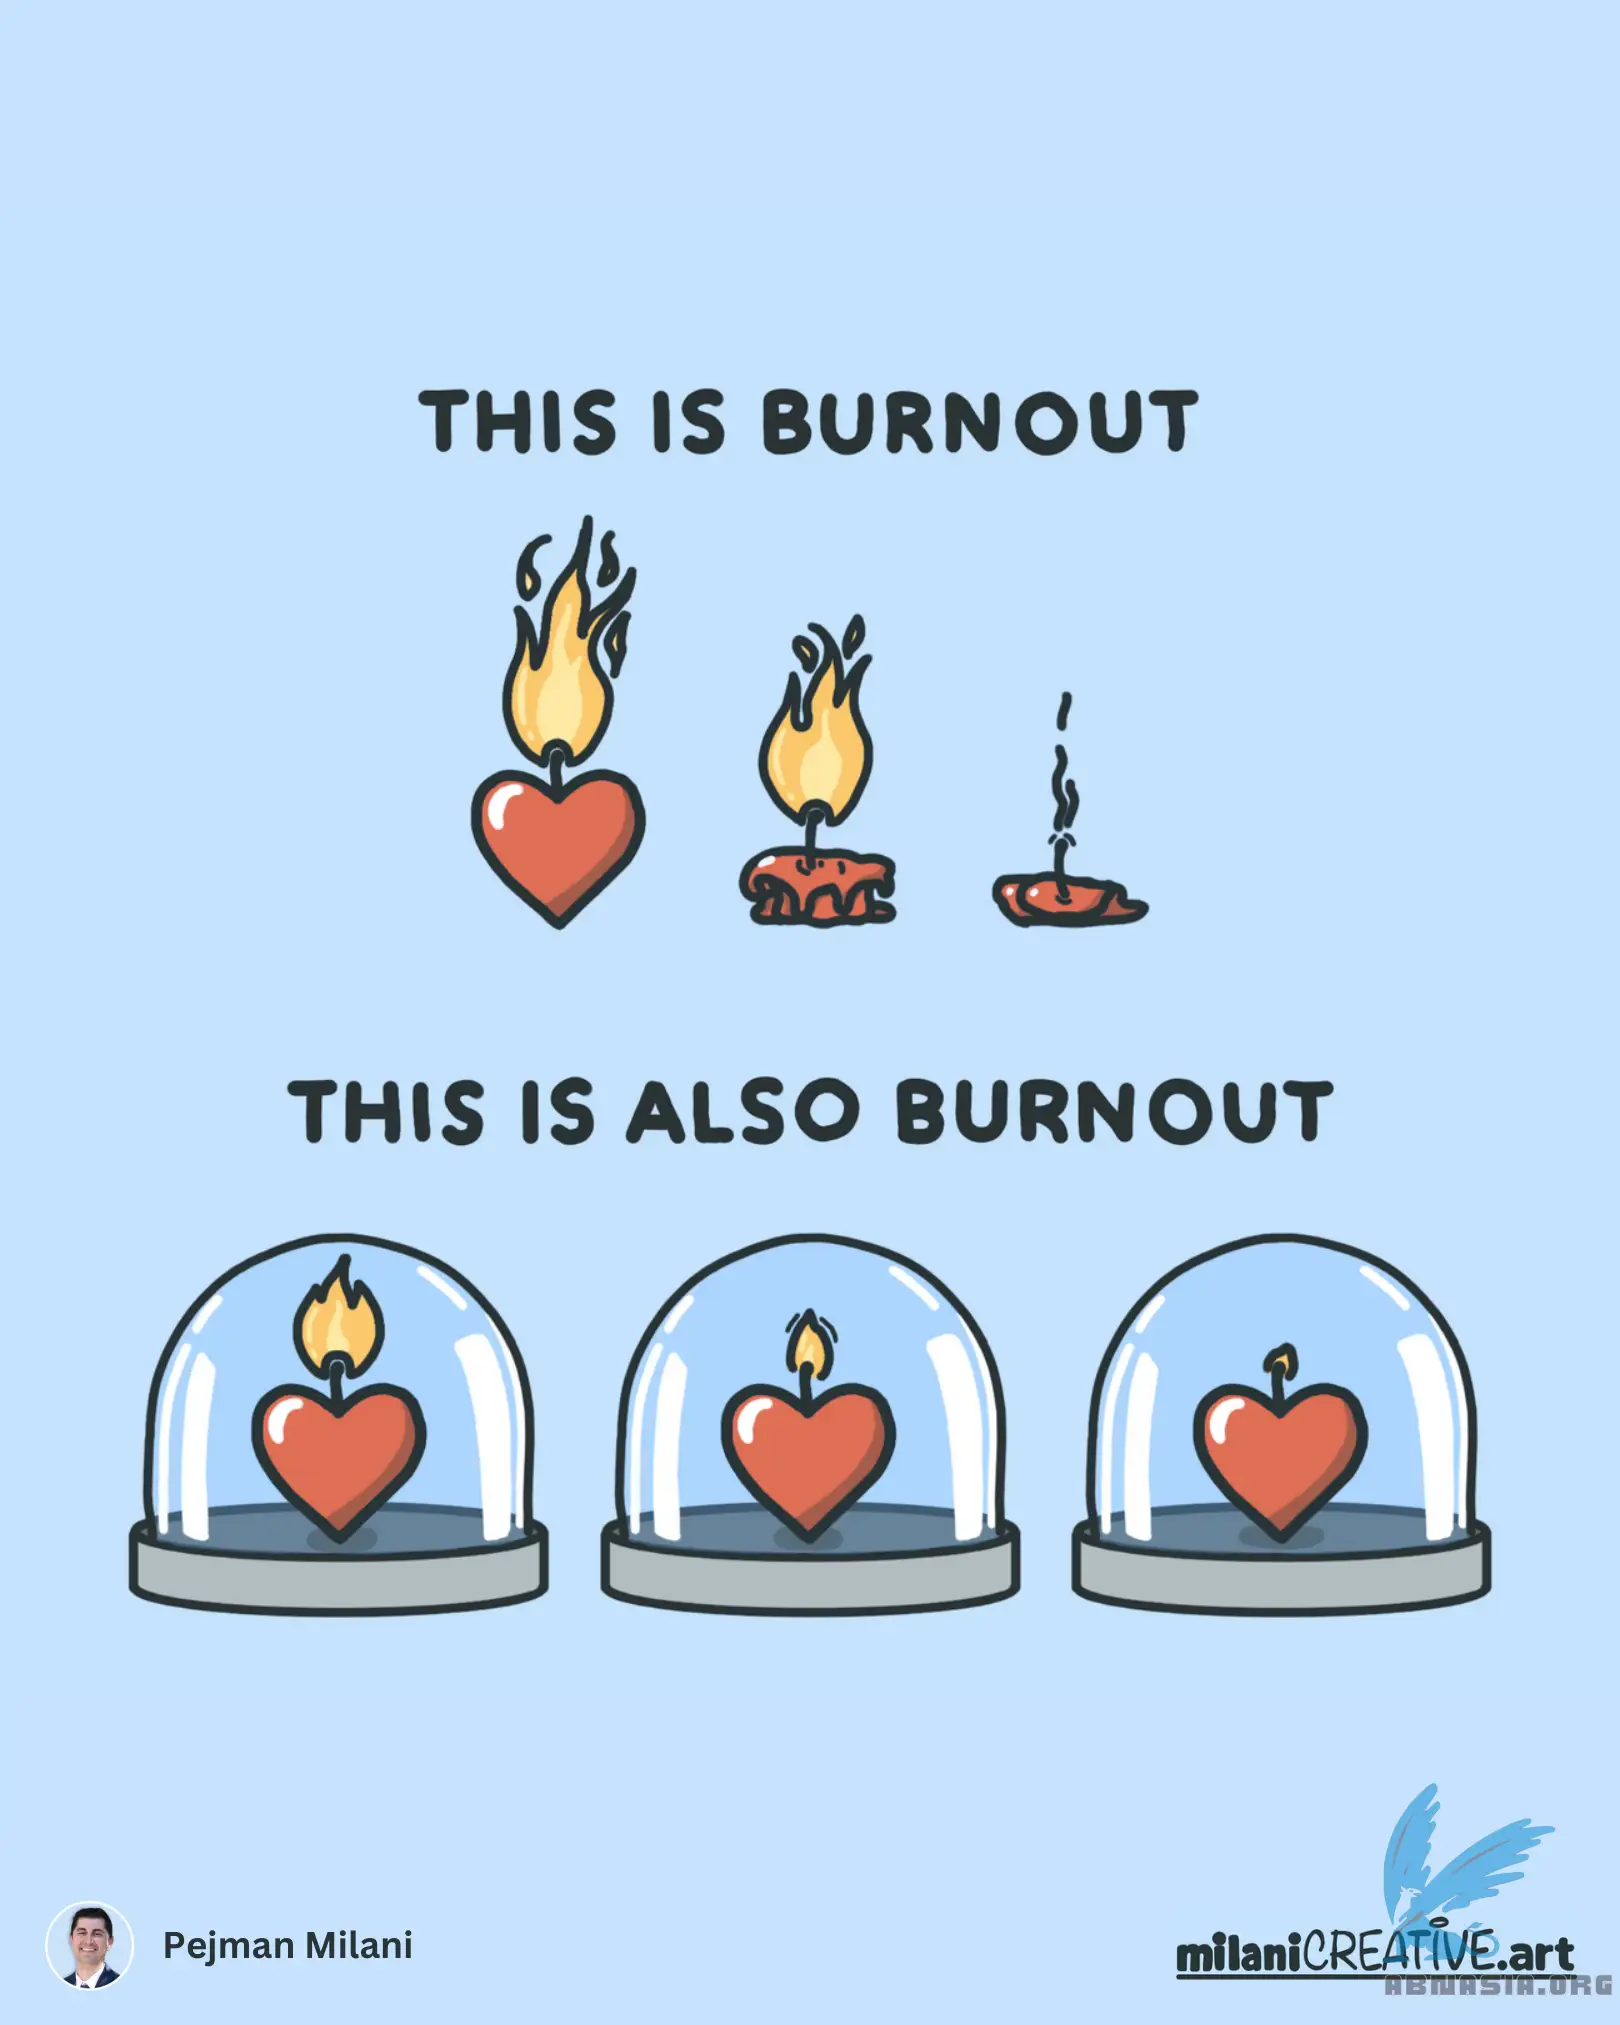 THIS IS BURNOUT
THIS IS ALSO BURNOUT
Pejman Milani
milaniCREATIVE.art
ABNASIA.ORG